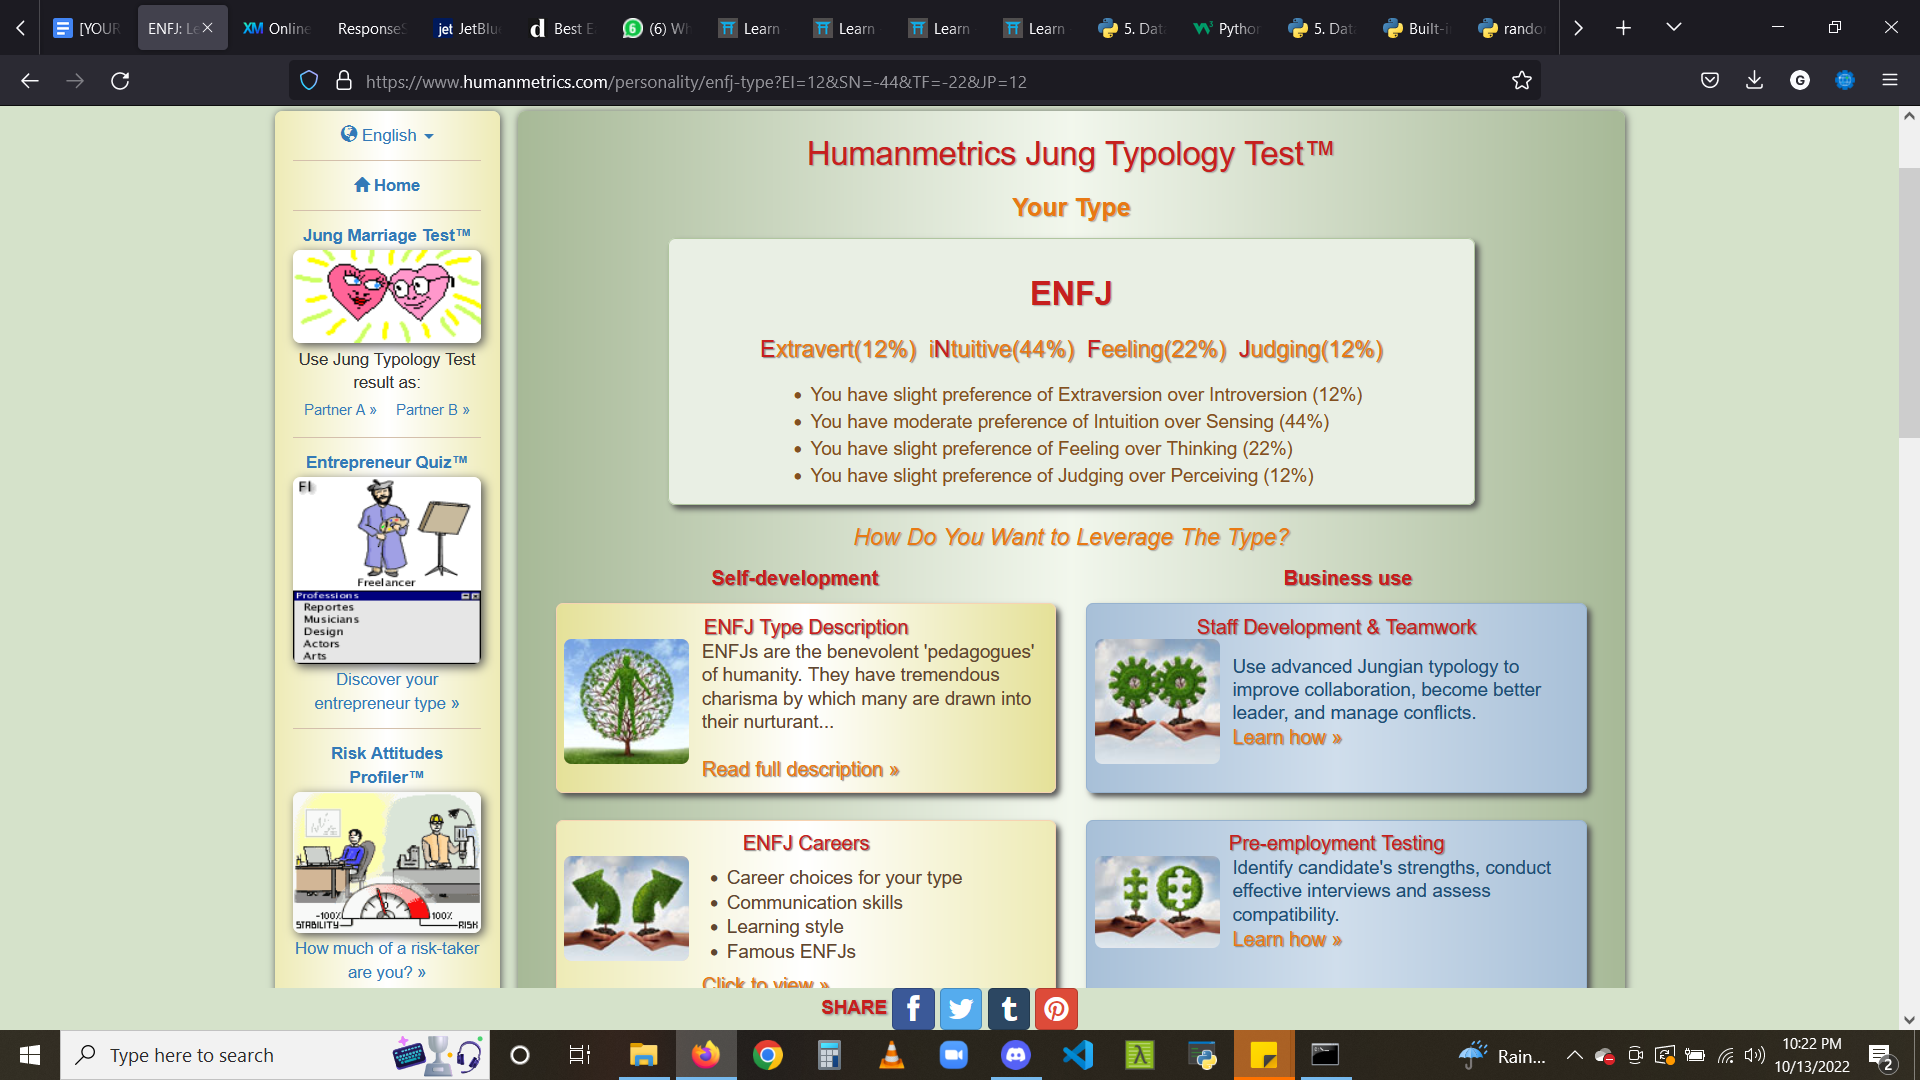 [YOUR
ENFJ: Le
XM Online
ResponseS
jet JetBlu
d Best E
(6) Wh
Learn
Learn
Learn
Learn
5. Dat
Python
5. Dat
Built-i
rando
https://www.humanmetrics.com/personality/enfj-type?EI=12&SN=-44&TF=-22&JP=12
English
Home
Jung Marriage Test™
Use Jung Typology Test
result as:
Partner A » Partner B »
Entrepreneur Quiz™
FI
Freelancer
Professions
Reportes
Musicians
Design
Actors
Arts
Discover your
entrepreneur type »
Risk Attitudes
Profiler™
-100% 0 100%
STABILITY RISK
How much of a risk-taker
are you? »
Humanmetrics Jung Typology Test™
Your Type
ENFJ
Extravert(12%) iNtuitive(44%) Feeling(22%) Judging(12%)
• You have slight preference of Extraversion over Introversion (12%)
• You have moderate preference of Intuition over Sensing (44%)
• You have slight preference of Feeling over Thinking (22%)
• You have slight preference of Judging over Perceiving (12%)
How Do You Want to Leverage The Type?
Self-development
ENFJ Type Description
ENFJs are the benevolent 'pedagogues'
of humanity. They have tremendous
charisma by which many are drawn into
their nurturant...
Read full description »
ENFJ Careers
• Career choices for your type
• Communication skills
• Learning style
• Famous ENFJs
Click to view »
Business use
Staff Development & Teamwork
Use advanced Jungian typology to
improve collaboration, become better
leader, and manage conflicts.
Learn how »
Pre-employment Testing
Identify candidate's strengths, conduct
effective interviews and assess
compatibility.
Learn how »
SHARE
Type here to search
Rain...
10:22 PM
10/13/2022
2